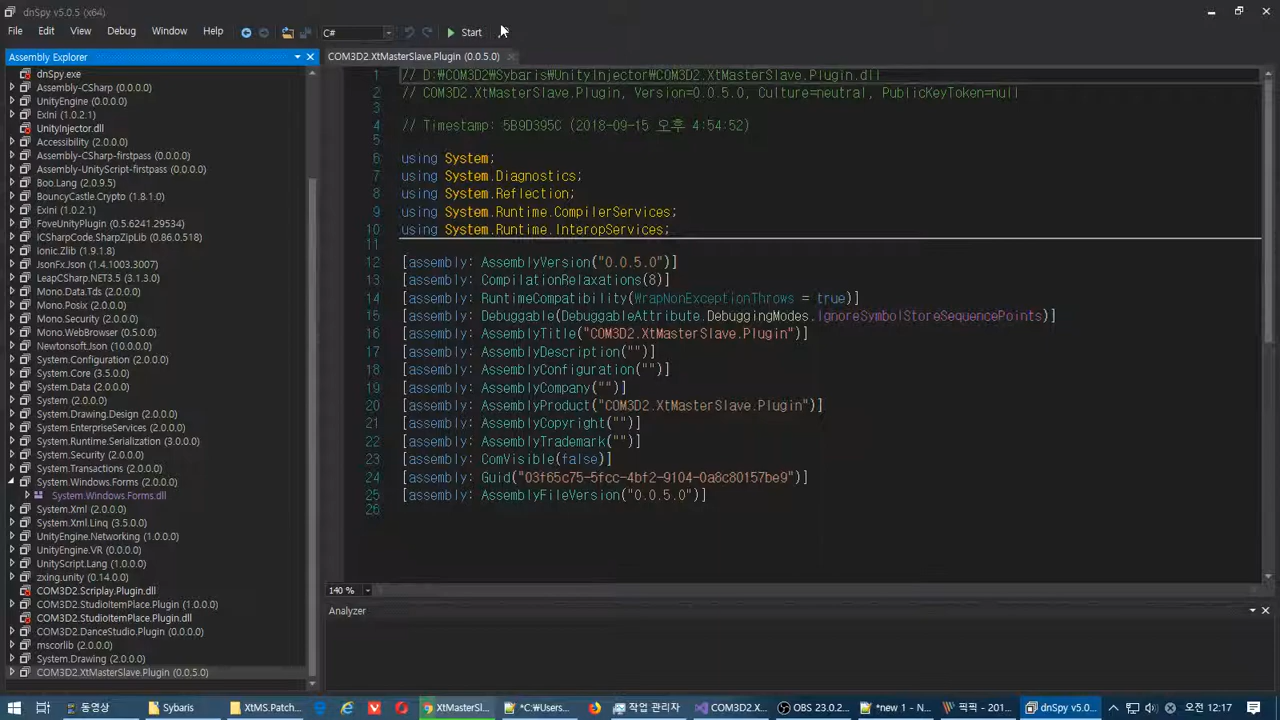 dnSpy v5.0.5 (x64)
File Edit View Debug Window Help C# Start
Assembly Explorer
dnSpy.exe
Assembly-CSharp (0.0.0.0)
UnityEngine (0.0.0.0)
ExIni (1.0.2.1)
UnityInjector.dll
Accessibility (2.0.0.0)
Assembly-CSharp-firstpass (0.0.0.0)
Assembly-UnityScript-firstpass (0.0.0.0)
Boo.Lang (2.0.9.5)
BouncyCastle.Crypto (1.8.1.0)
ExIni (1.0.2.1)
FoveUnityPlugin (0.5.6241.29534)
ICSharpCode.SharpZipLib (0.86.0.518)
Ionic.Zlib (1.9.1.8)
JsonFx.Json (1.4.1003.3007)
LeapCSharp.NET3.5 (3.1.3.0)
Mono.Data.Tds (2.0.0.0)
Mono.Posix (2.0.0.0)
Mono.Security (2.0.0.0)
Mono.WebBrowser (0.5.0.0)
Newtonsoft.Json (10.0.0.0)
System.Configuration (2.0.0.0)
System.Core (3.5.0.0)
System.Data (2.0.0.0)
System (2.0.0.0)
System.Drawing.Design (2.0.0.0)
System.EnterpriseServices (2.0.0.0)
System.Runtime.Serialization (3.0.0.0)
System.Security (2.0.0.0)
System.Transactions (2.0.0.0)
System.Windows.Forms (2.0.0.0)
System.Windows.Forms.dll
System.Xml (2.0.0.0)
System.Xml.Linq (3.5.0.0)
UnityEngine.Networking (1.0.0.0)
UnityEngine.VR (0.0.0.0)
UnityScript.Lang (1.0.0.0)
zxing.unity (0.14.0.0)
COM3D2.Scriplay.Plugin.dll
COM3D2.StudioItemPlace.Plugin (1.0.0.0)
COM3D2.StudioItemPlace.Plugin.dll
COM3D2.DanceStudio.Plugin (0.0.0.0)
mscorlib (2.0.0.0)
System.Drawing (2.0.0.0)
COM3D2.XtMasterSlave.Plugin (0.0.5.0)
COM3D2.XtMasterSlave.Plugin (0.0.5.0)
1 // D:₩COM3D2₩Sybaris₩UnityInjector₩COM3D2.XtMasterSlave.Plugin.dll
2 // COM3D2.XtMasterSlave.Plugin, Version=0.0.5.0, Culture=neutral, PublicKeyToken=null
3
4 // Timestamp: 5B9D395C (2018-09-15 오후 4:54:52)
5
6 using System;
7 using System.Diagnostics;
8 using System.Reflection;
9 using System.Runtime.CompilerServices;
10 using System.Runtime.InteropServices;
11
12 [assembly: AssemblyVersion("0.0.5.0")]
13 [assembly: CompilationRelaxations(8)]
14 [assembly: RuntimeCompatibility(WrapNonExceptionThrows = true)]
15 [assembly: Debuggable(DebuggableAttribute.DebuggingModes.IgnoreSymbolStoreSequencePoints)]
16 [assembly: AssemblyTitle("COM3D2.XtMasterSlave.Plugin")]
17 [assembly: AssemblyDescription("")]
18 [assembly: AssemblyConfiguration("")]
19 [assembly: AssemblyCompany("")]
20 [assembly: AssemblyProduct("COM3D2.XtMasterSlave.Plugin")]
21 [assembly: AssemblyCopyright("")]
22 [assembly: AssemblyTrademark("")]
23 [assembly: ComVisible(false)]
24 [assembly: Guid("03f65c75-5fcc-4bf2-9104-0a8c80157be9")]
25 [assembly: AssemblyFileVersion("0.0.5.0")]
26
140 %
Analyzer
동영상 Sybaris XtMS.Patch... XtMasterSl... *C:₩Users... 작업 관리자 COM3D2.X... OBS 23.0.2... *new 1 - N... 픽픽 - 201... dnSpy v5.0... A 오전 12:17